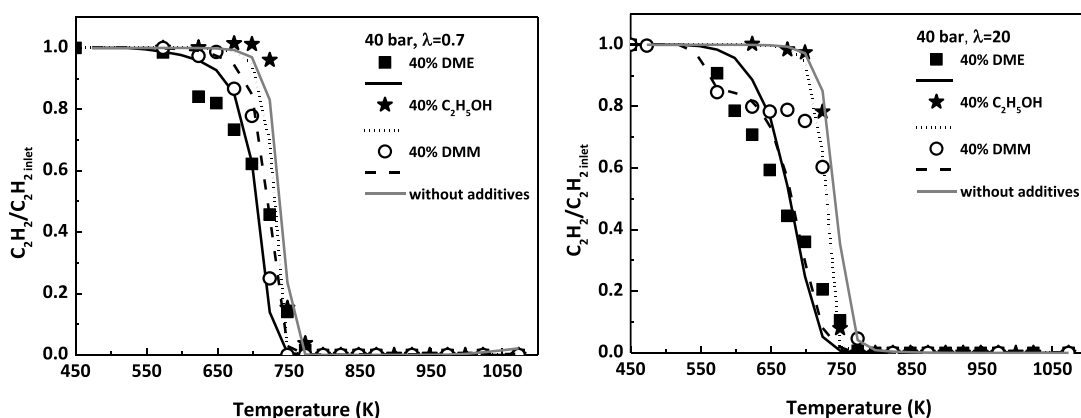 40 bar, λ=0.7
40% DME
40% C₂H₅OH
40% DMM
without additives
C₂H₂/C₂H₂ inlet
1.0
0.8
0.6
0.4
0.2
0.0
450 550 650 750 850 950 1050
Temperature (K)
40 bar, λ=20
40% DME
40% C₂H₅OH
40% DMM
without additives
C₂H₂/C₂H₂ inlet
1.0
0.8
0.6
0.4
0.2
0.0
450 550 650 750 850 950 1050
Temperature (K)